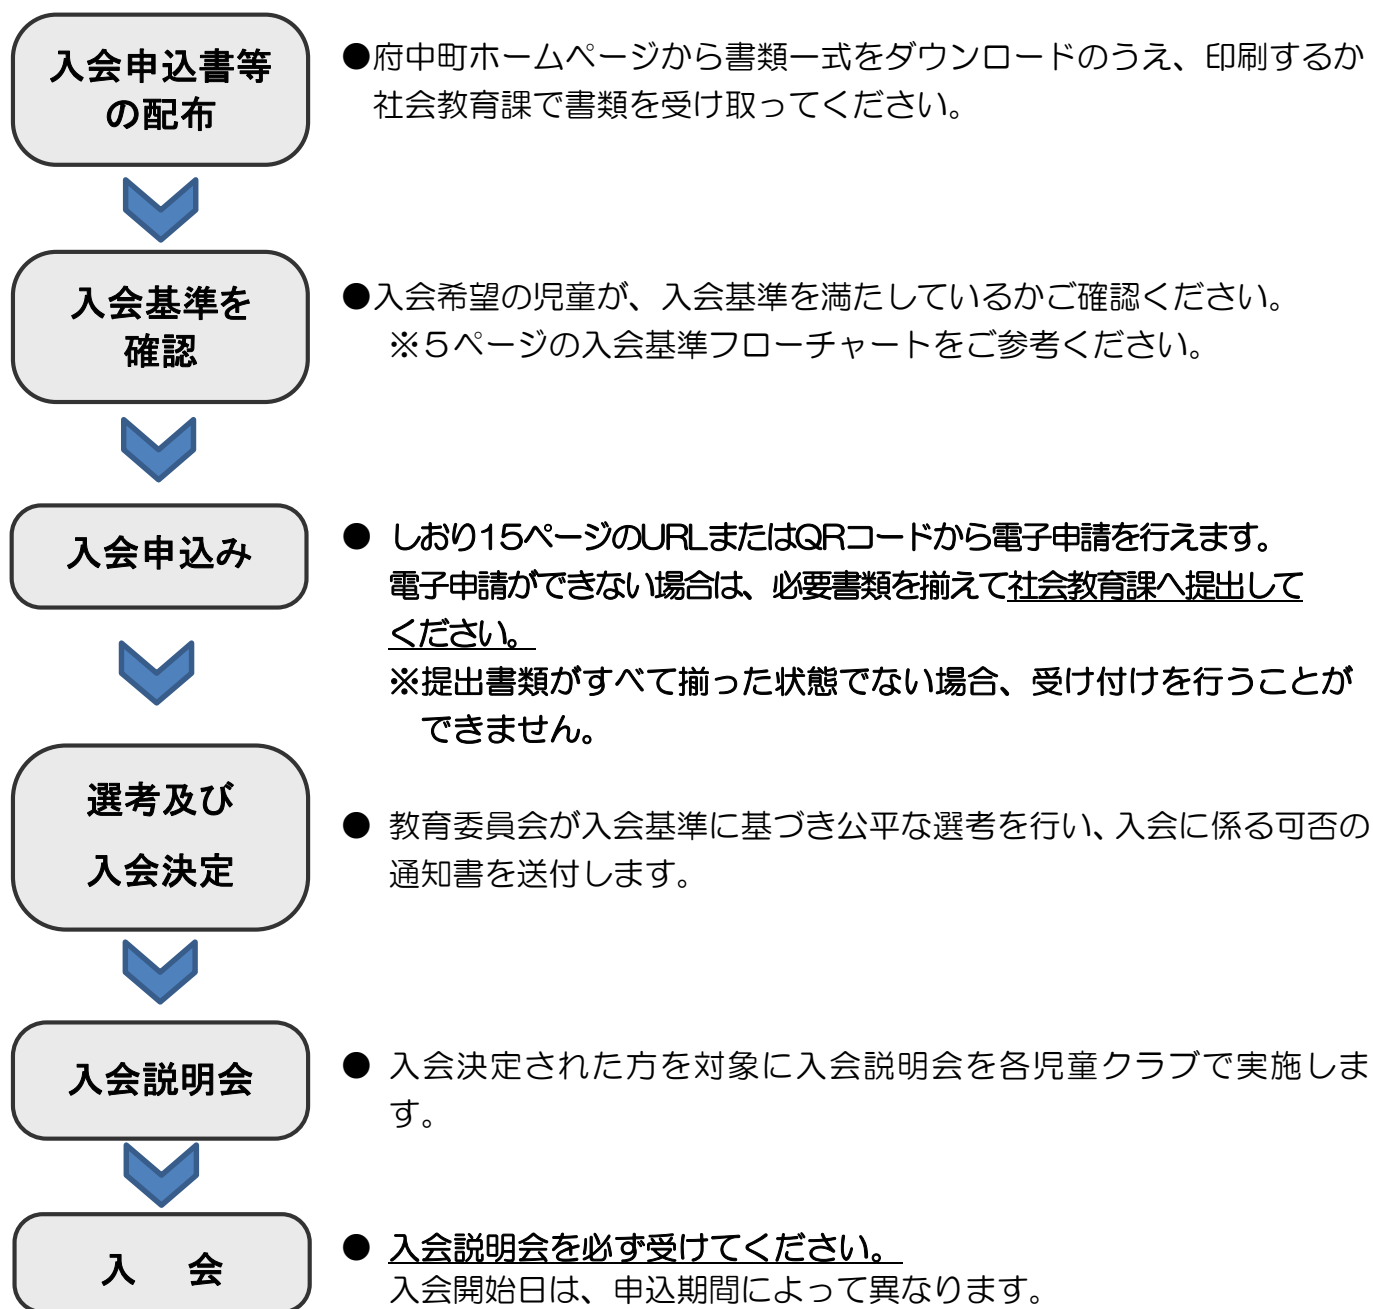 入会申込書等
の配布
●府中町ホームページから書類一式をダウンロードのうえ、印刷するか
社会教育課で書類を受け取ってください。
入会基準を
確認
●入会希望の児童が、入会基準を満たしているかご確認ください。
※５ページの入会基準フローチャートをご参考ください。
入会申込み
● しおり15ページのURLまたはQRコードから電子申請を行えます。
電子申請ができない場合は、必要書類を揃えて社会教育課へ提出して
ください。
※提出書類がすべて揃った状態でない場合、受け付けを行うことが
できません。
選考及び
入会決定
● 教育委員会が入会基準に基づき公平な選考を行い、入会に係る可否の
通知書を送付します。
入会説明会
● 入会決定された方を対象に入会説明会を各児童クラブで実施しま
す。
入　会
● 入会説明会を必ず受けてください。
入会開始日は、申込期間によって異なります。